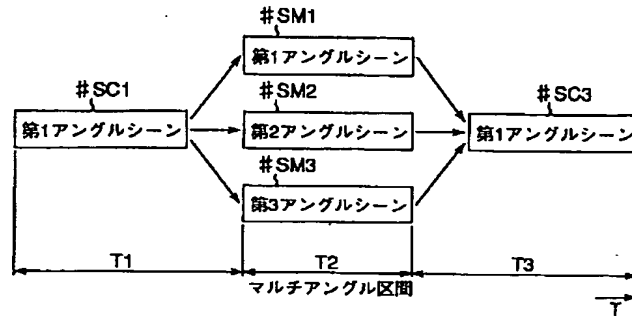 #SM1
第1アングルシーン
#SC1
#SM2
#SC3
第1アングルシーン
第2アングルシーン
第1アングルシーン
#SM3
第3アングルシーン
T1
T2
T3
マルチアングル区間
T